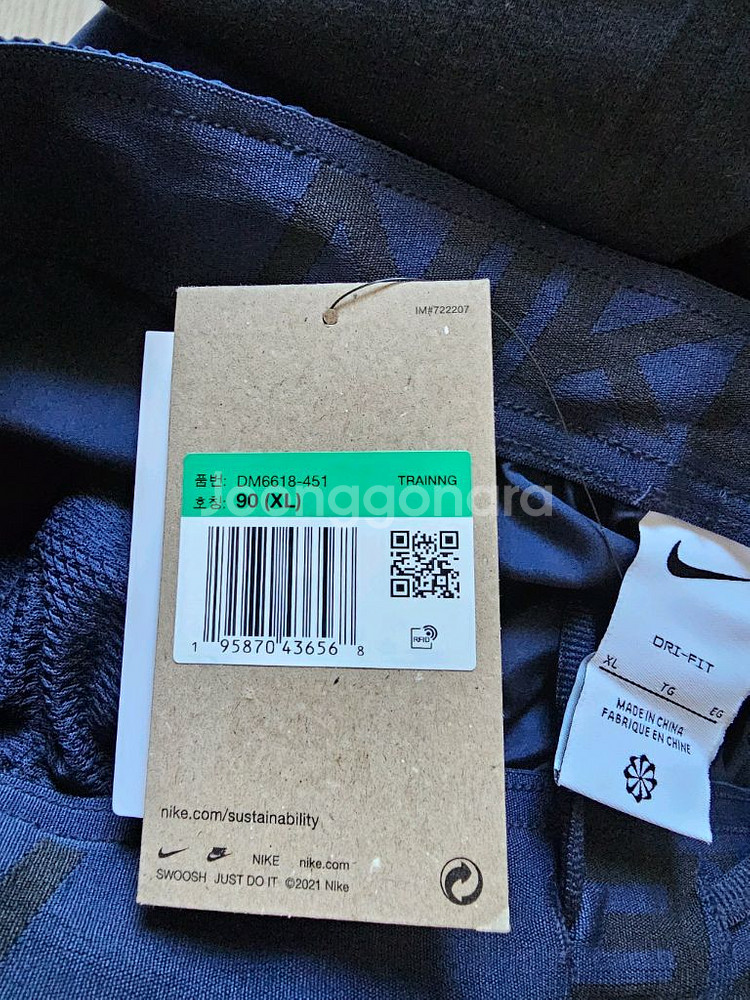 IM#722207
품번: DM6618-451 TRAINNG
호칭: 90 (XL)
joonggonara
1 95870 43656 8
RFID
nike.com/sustainability
NIKE nike.com
SWOOSH JUST DO IT ©2021 Nike
DRI-FIT
XL TG EG
MADE IN CHINA
FABRIQUE EN CHINE